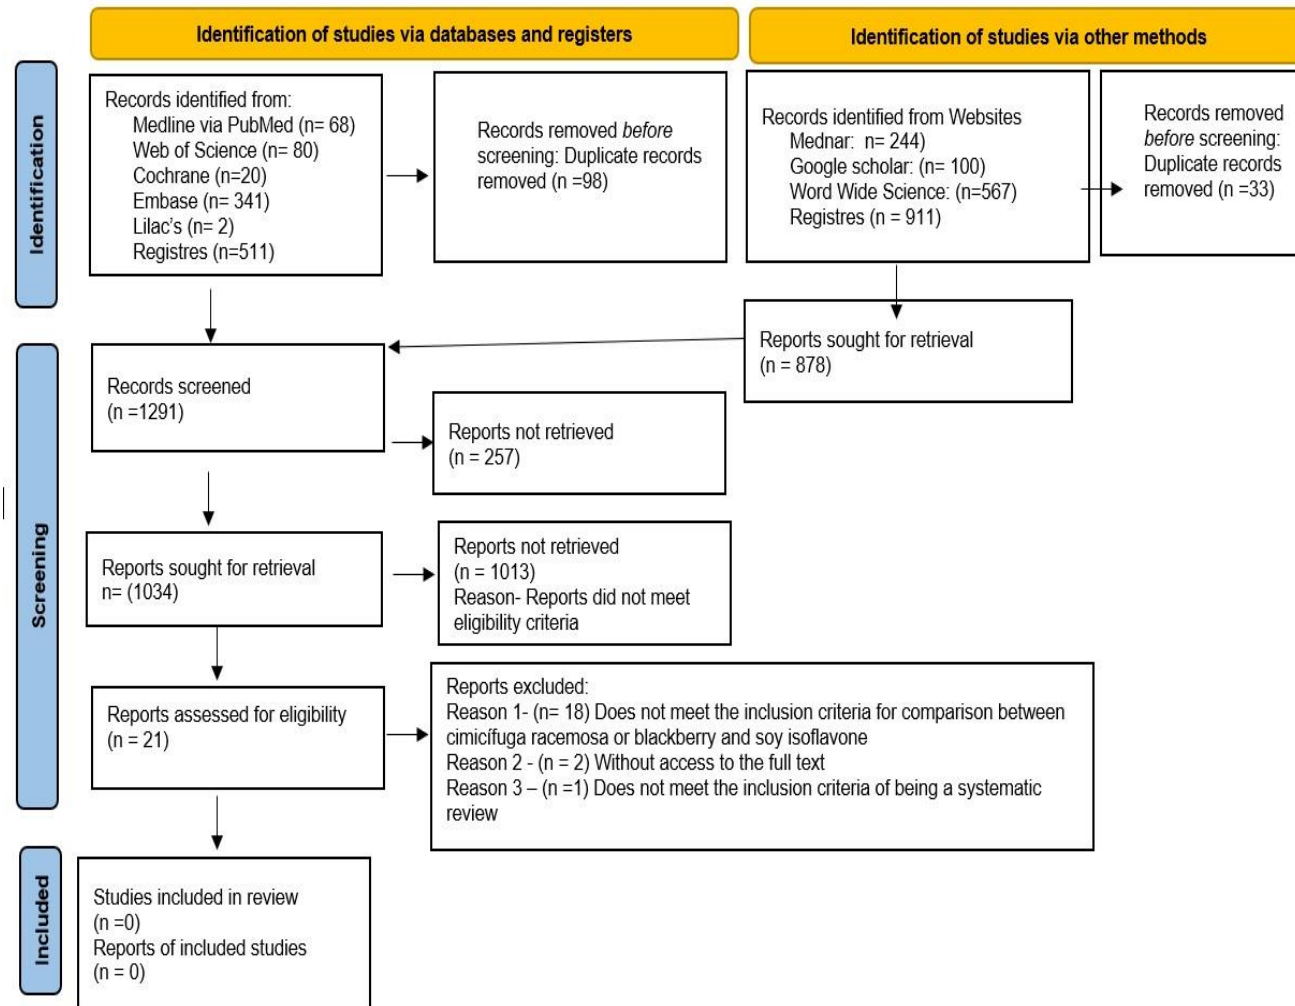 Identification of studies via databases and registers
Identification of studies via other methods
Identification
Records identified from:
Medline via PubMed (n= 68)
Web of Science (n= 80)
Cochrane (n=20)
Embase (n= 341)
Lilac's (n= 2)
Registres (n=511)
Records removed before
screening: Duplicate records
removed (n =98)
Records identified from Websites
Mednar:  n= 244)
Google scholar: (n= 100)
Word Wide Science: (n=567)
Registres (n = 911)
Records removed
before screening:
Duplicate records
removed (n =33)
Screening
Records screened
(n =1291)
Reports sought for retrieval
(n = 878)
Reports not retrieved
(n = 257)
Reports sought for retrieval
n= (1034)
Reports not retrieved
(n = 1013)
Reason- Reports did not meet
eligibility criteria
Reports assessed for eligibility
(n = 21)
Reports excluded:
Reason 1- (n= 18) Does not meet the inclusion criteria for comparison between
cimicífuga racemosa or blackberry and soy isoflavone
Reason 2 - (n = 2) Without access to the full text
Reason 3 – (n =1) Does not meet the inclusion criteria of being a systematic
review
Included
Studies included in review
(n =0)
Reports of included studies
(n = 0)